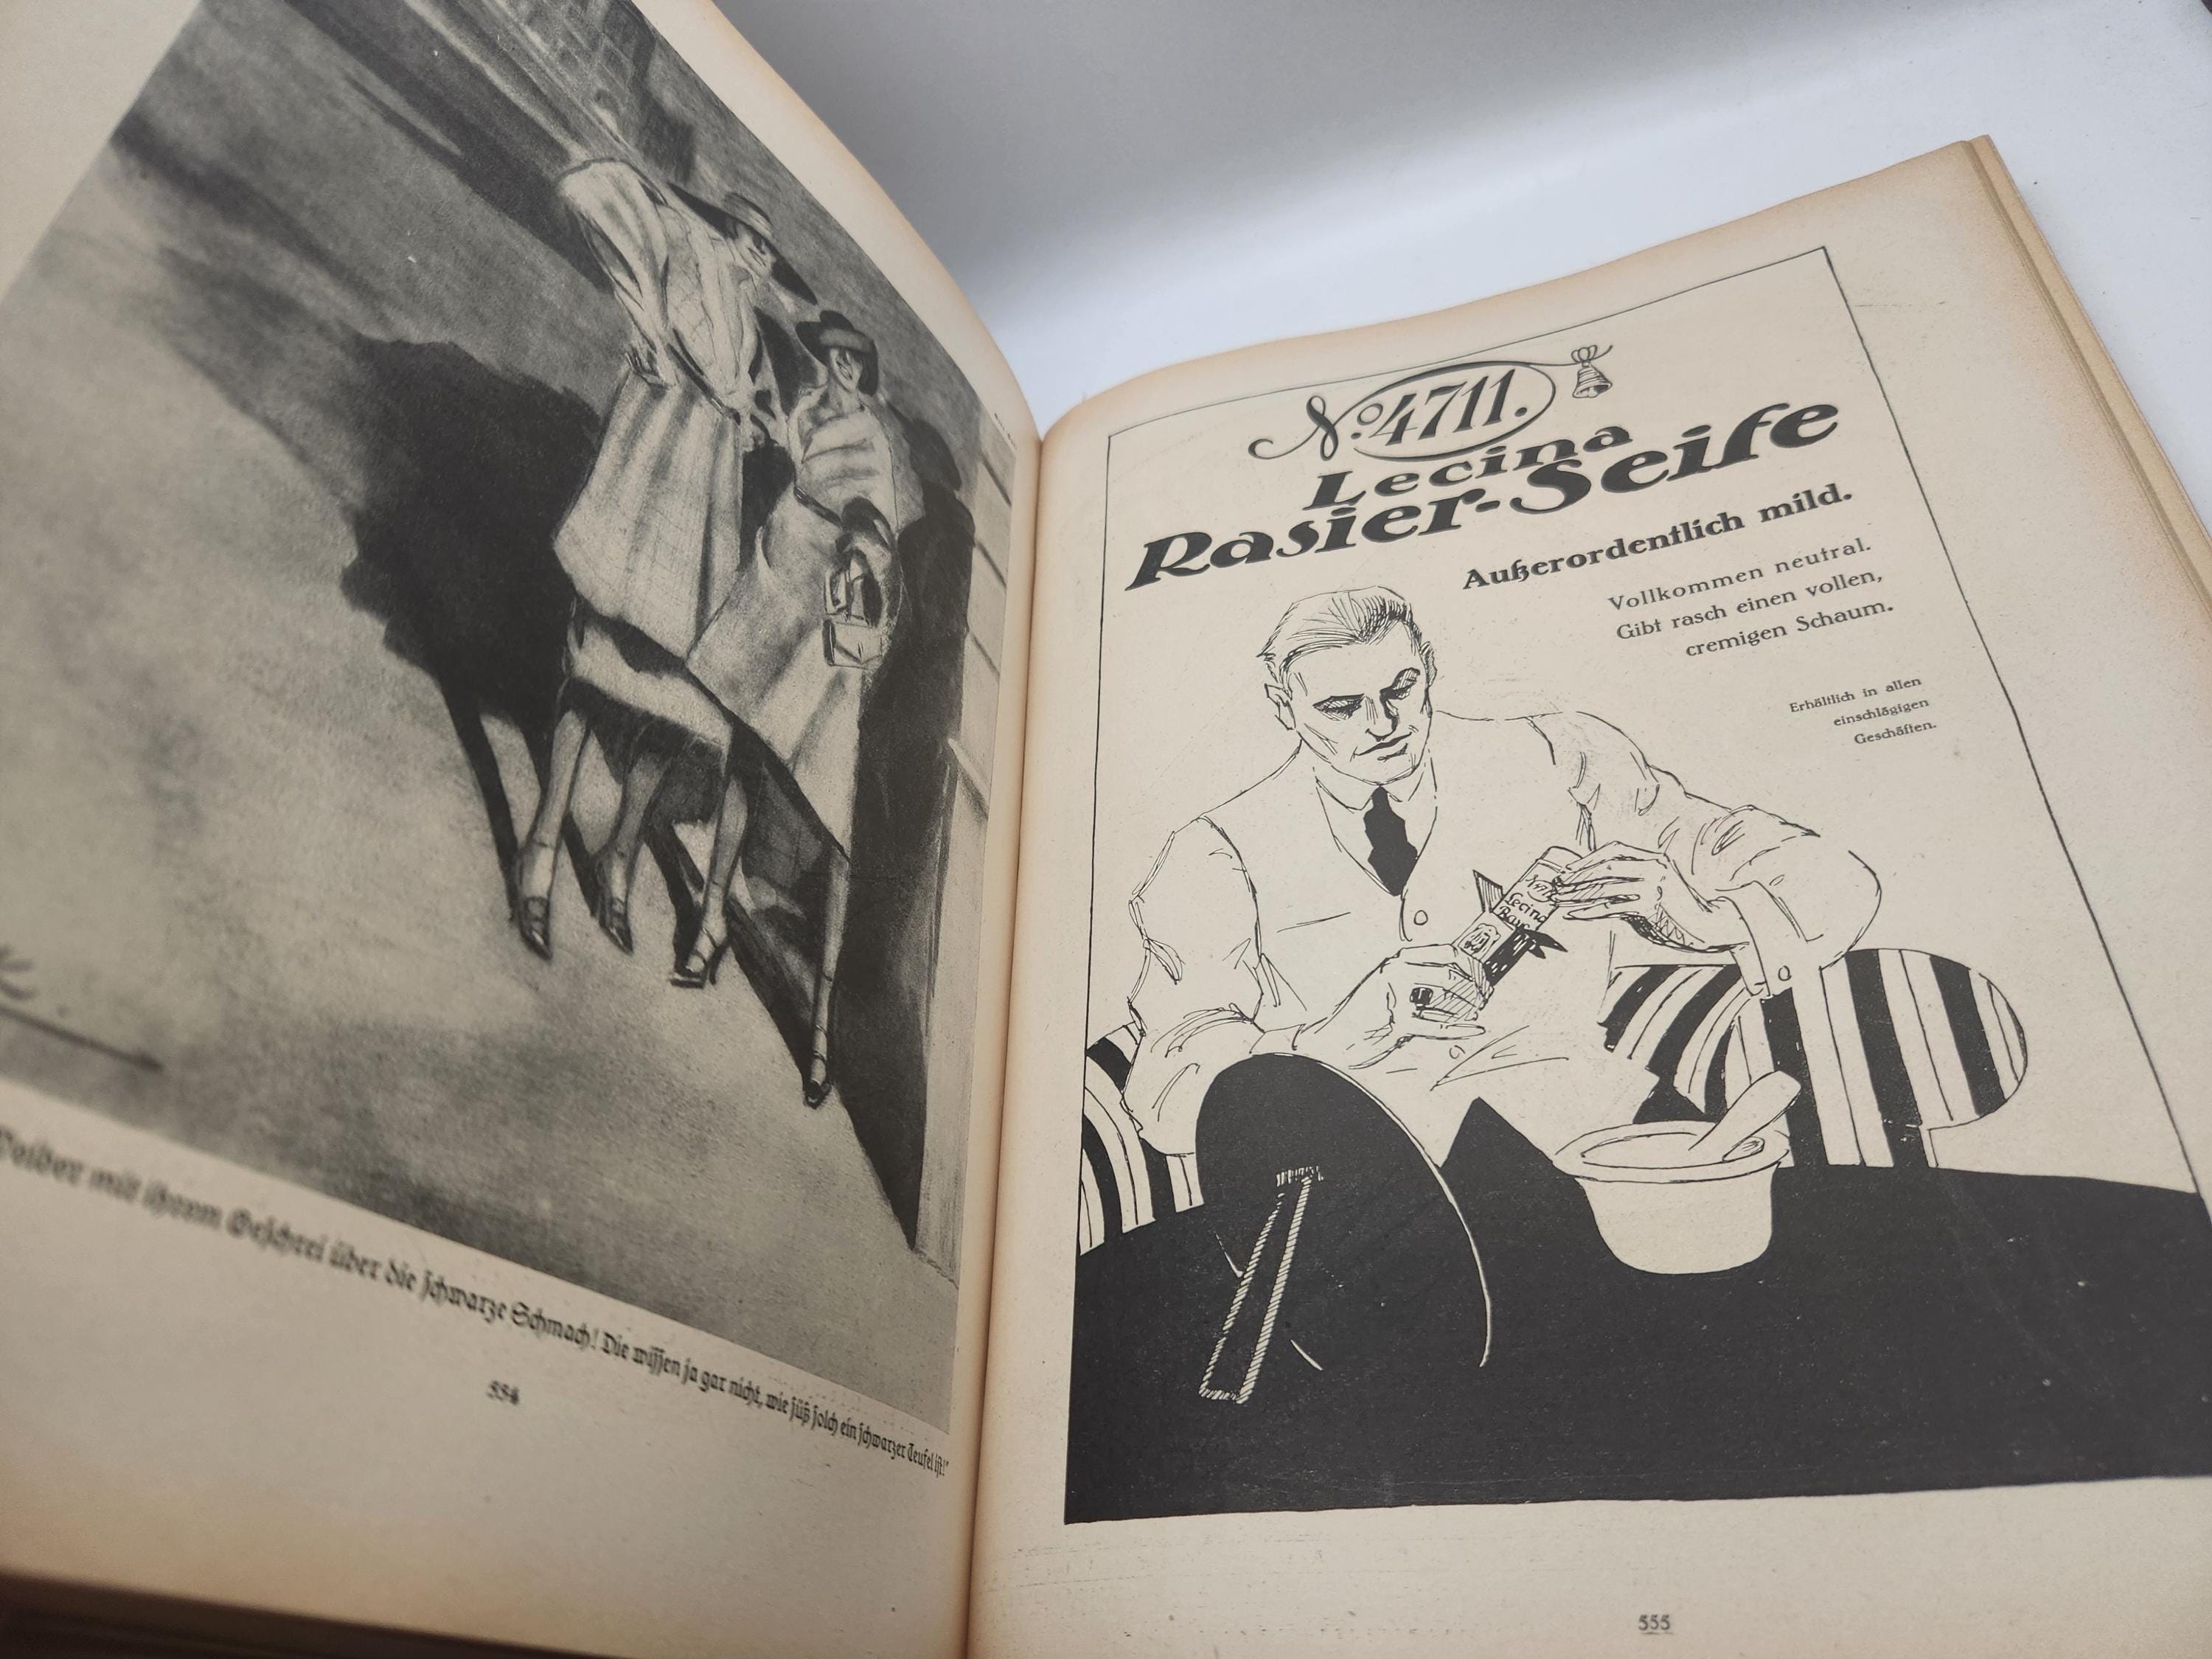 mit ihrem Geschrei über die schwarze Schmach! Die wissen ja gar nicht, wie süß solch ein schwarzer Teufel ist!"
554
No. 4711.
Lecina
Rasier-Seife
Außerordentlich mild.
Vollkommen neutral.
Gibt rasch einen vollen,
cremigen Schaum.
Erhältlich in allen
einschlägigen
Geschäften.
Lecina
555